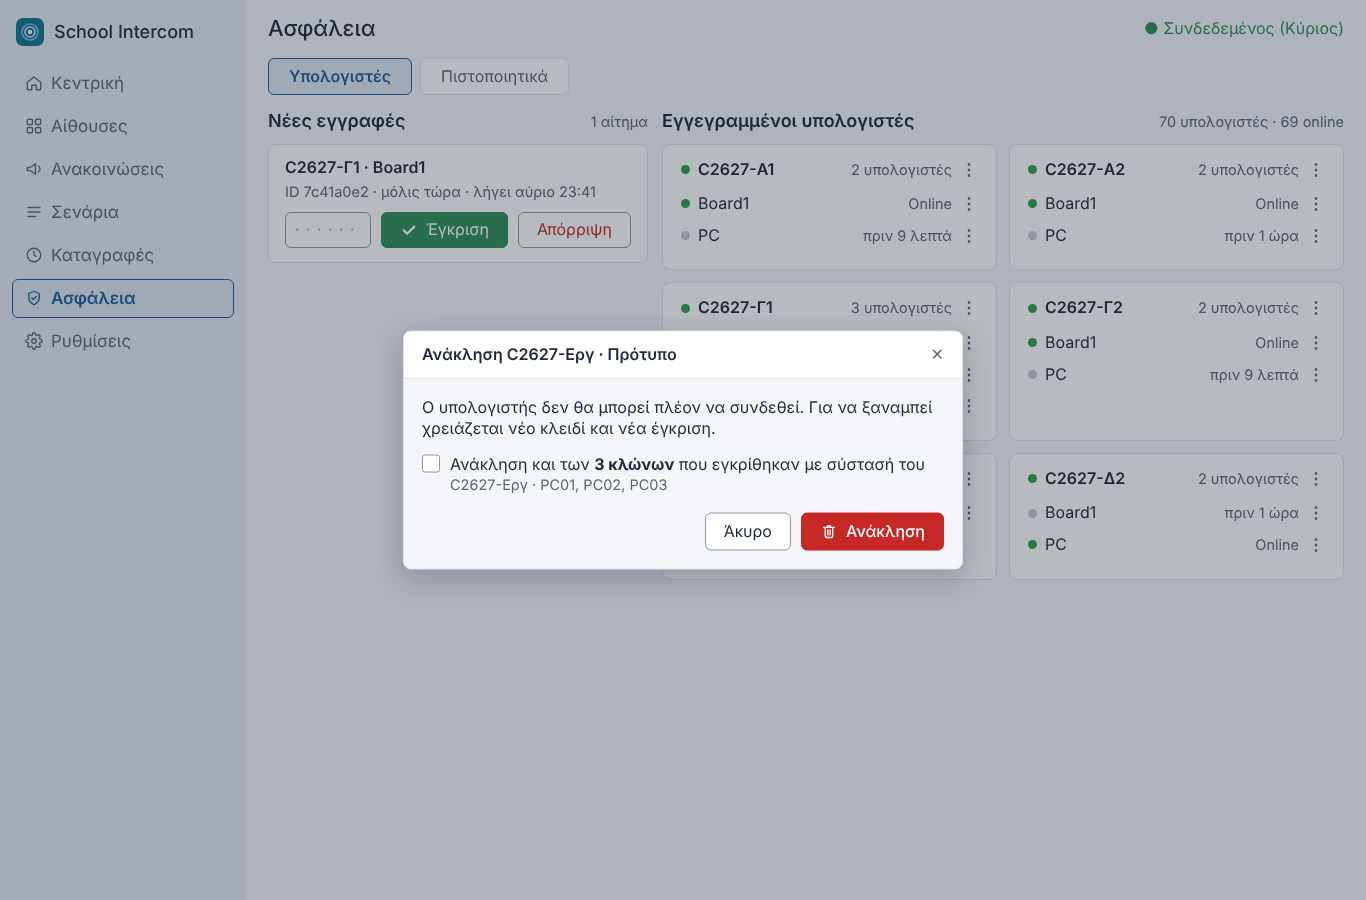 School Intercom
Κεντρική
Αίθουσες
Ανακοινώσεις
Σενάρια
Καταγραφές
Ασφάλεια
Ρυθμίσεις
Ασφάλεια
Συνδεδεμένος (Κύριος)
Υπολογιστές
Πιστοποιητικά
Νέες εγγραφές
1 αίτημα
C2627-Γ1 · Board1
ID 7c41a0e2 · μόλις τώρα · λήγει αύριο 23:41
Έγκριση
Απόρριψη
Εγγεγραμμένοι υπολογιστές
70 υπολογιστές · 69 online
C2627-A1
2 υπολογιστές
Board1
Online
PC
πριν 9 λεπτά
C2627-A2
2 υπολογιστές
Board1
Online
PC
πριν 1 ώρα
C2627-Γ1
3 υπολογιστές
C2627-Γ2
2 υπολογιστές
Board1
Online
PC
πριν 9 λεπτά
C2627-Δ2
2 υπολογιστές
Board1
πριν 1 ώρα
PC
Online
Ανάκληση C2627-Εργ · Πρότυπο
Ο υπολογιστής δεν θα μπορεί πλέον να συνδεθεί. Για να ξαναμπεί
χρειάζεται νέο κλειδί και νέα έγκριση.
Ανάκληση και των 3 κλώνων που εγκρίθηκαν με σύστασή του
C2627-Εργ · PC01, PC02, PC03
Άκυρο
Ανάκληση